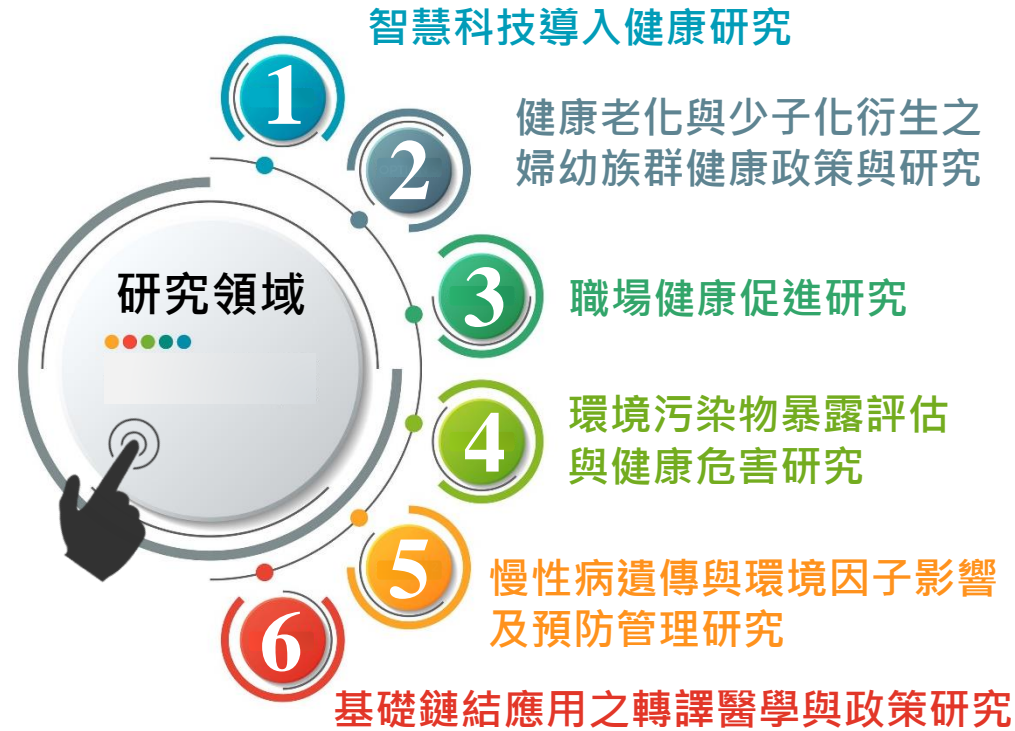 智慧科技導入健康研究
1
健康老化與少子化衍生之
婦幼族群健康政策與研究
2
研究領域
3
職場健康促進研究
4
環境污染物暴露評估
與健康危害研究
5
慢性病遺傳與環境因子影響
及預防管理研究
6
基礎鏈結應用之轉譯醫學與政策研究